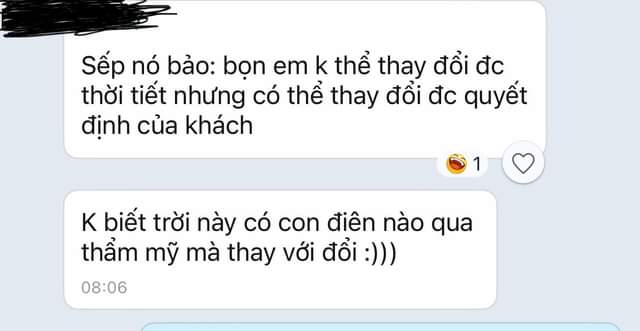 Sếp nó bảo: bọn em k thể thay đổi đc
thời tiết nhưng có thể thay đổi đc quyết
định của khách
1
K biết trời này có con điên nào qua
thẩm mỹ mà thay với đổi :)))
08:06